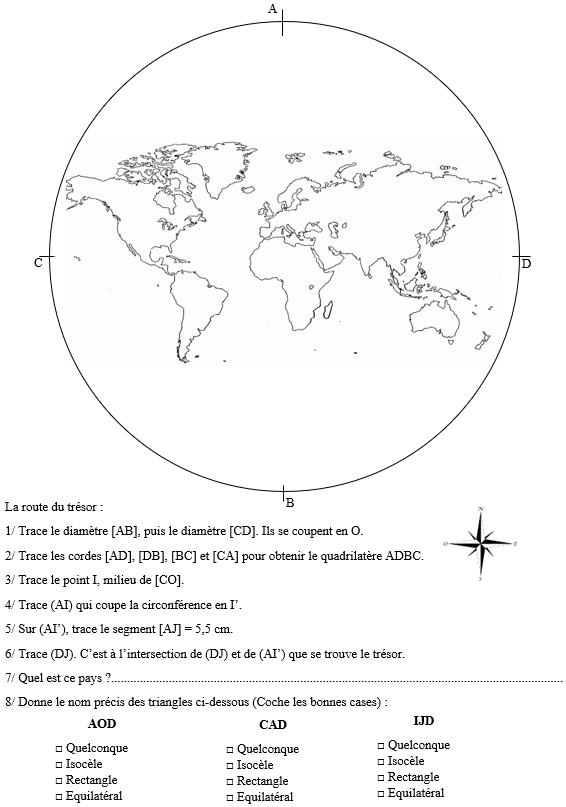 A
C
D
B
La route du trésor :
1/ Trace le diamètre [AB], puis le diamètre [CD]. Ils se coupent en O.
2/ Trace les cordes [AD], [DB], [BC] et [CA] pour obtenir le quadrilatère ADBC.
3/ Trace le point I, milieu de [CO].
4/ Trace (AI) qui coupe la circonférence en I’.
5/ Sur (AI’), trace le segment [AJ] = 5,5 cm.
6/ Trace (DJ). C’est à l’intersection de (DJ) et de (AI’) que se trouve le trésor.
N
O E
S
7/ Quel est ce pays ?
8/ Donne le nom précis des triangles ci-dessous (Coche les bonnes cases) :
AOD CAD IJD
□ Quelconque □ Quelconque □ Quelconque
□ Isocèle □ Isocèle □ Isocèle
□ Rectangle □ Rectangle □ Rectangle
□ Equilatéral □ Equilatéral □ Equilatéral